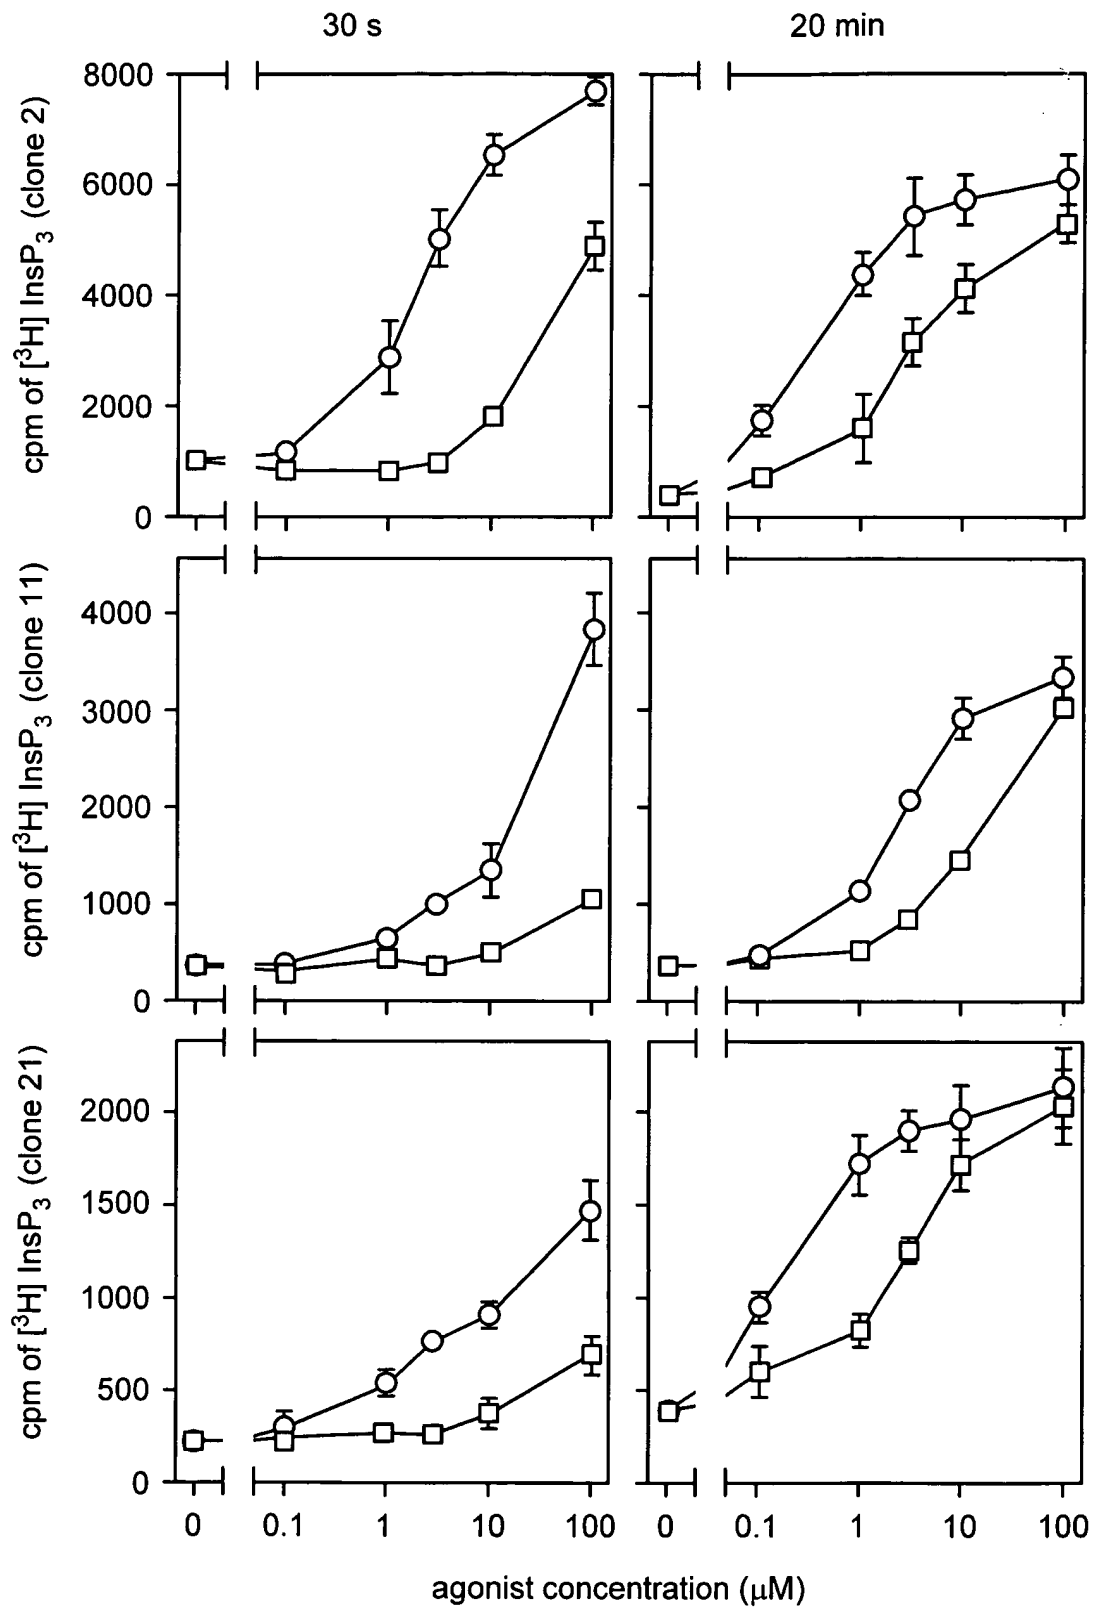 30 s 20 min
8000
6000
4000
2000
0
cpm of [³H] InsP₃ (clone 2)
4000
3000
2000
1000
0
cpm of [³H] InsP₃ (clone 11)
2000
1500
1000
500
0
cpm of [³H] InsP₃ (clone 21)
0 0.1 1 10 100 0 0.1 1 10 100
agonist concentration (μM)